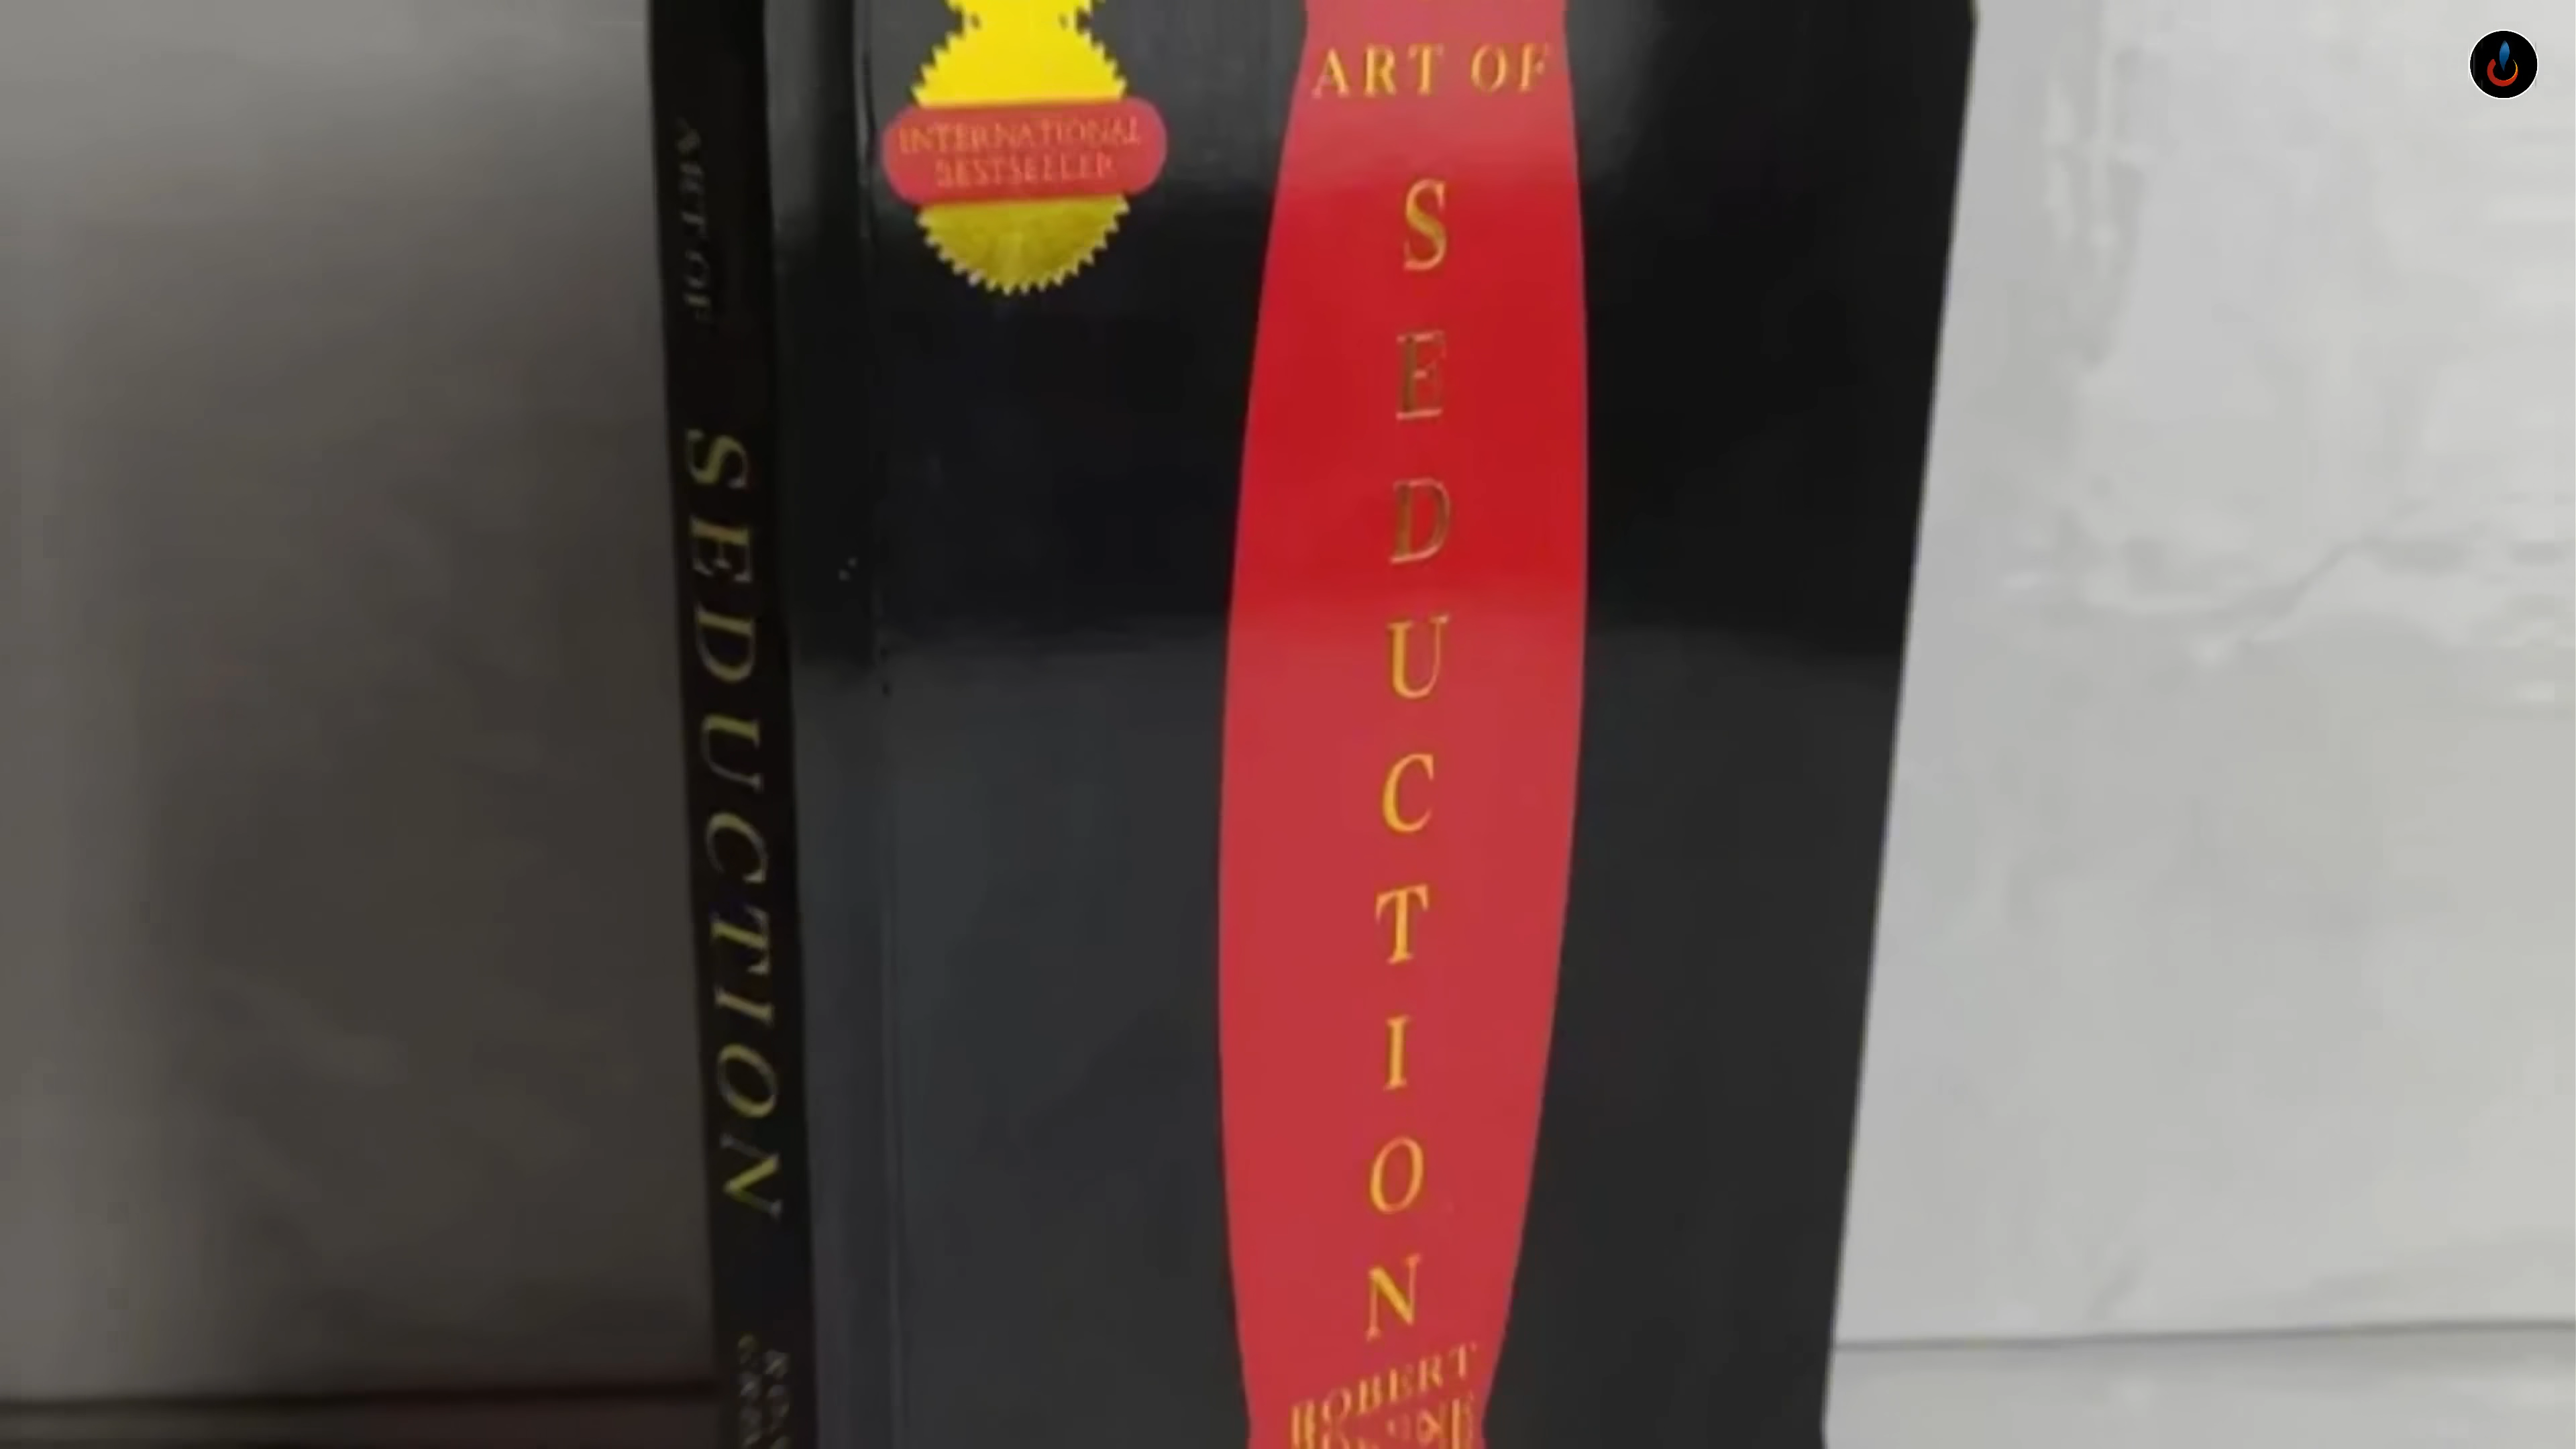 ART OF
SEDUCTION
INTERNATIONAL
BESTSELLER
ART OF
SEDUCTION
ROBERT